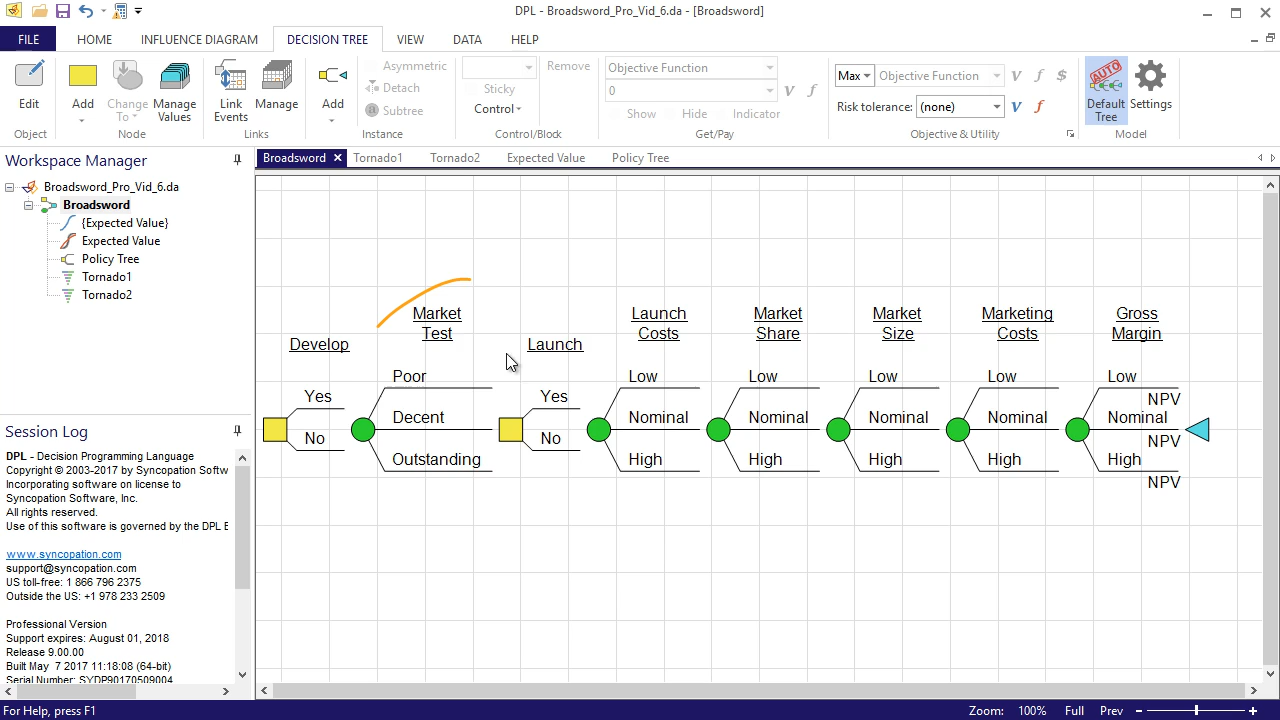 DPL - Broadsword_Pro_Vid_6.da - [Broadsword]
FILE HOME INFLUENCE DIAGRAM DECISION TREE VIEW DATA HELP
Edit
Object
Add
Change To
Manage Values
Node
Link Events
Manage
Links
Add
Asymmetric
Detach
Subtree
Instance
Remove
Sticky
Control
Control/Block
Objective Function
0
Show Hide Indicator
Get/Pay
Max Objective Function
Risk tolerance: (none)
Objective & Utility
AUTO
Default Tree
Settings
Model
Workspace Manager
Broadsword_Pro_Vid_6.da
Broadsword
{Expected Value}
Expected Value
Policy Tree
Tornado1
Tornado2
Session Log
DPL - Decision Programming Language
Copyright © 2003-2017 by Syncopation Softw
Incorporating software on license to
Syncopation Software, Inc.
All rights reserved.
Use of this software is governed by the DPL E
www.syncopation.com
support@syncopation.com
US toll-free: 1 866 796 2375
Outside the US: +1 978 233 2509
Professional Version
Support expires: August 01, 2018
Release 9.00.00
Built May 7 2017 11:18:08 (64-bit)
Serial Number: SYDP90170509004
Broadsword Tornado1 Tornado2 Expected Value Policy Tree
Develop
Yes
No
Market
Test
Poor
Decent
Outstanding
Launch
Yes
No
Launch
Costs
Low
Nominal
High
Market
Share
Low
Nominal
High
Market
Size
Low
Nominal
High
Marketing
Costs
Low
Nominal
High
Gross
Margin
Low
NPV
Nominal
NPV
High
NPV
For Help, press F1
Zoom: 100% Full Prev